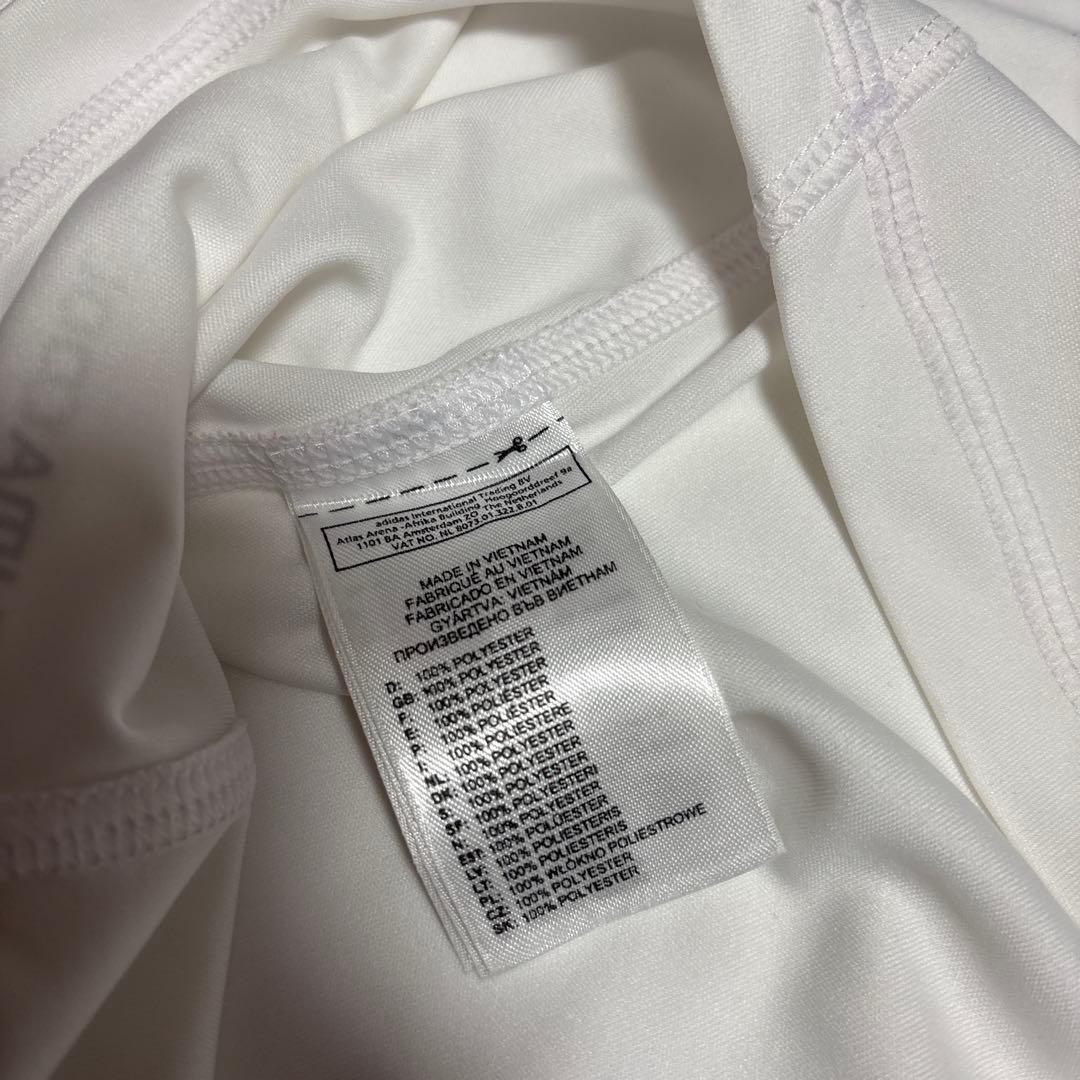 adidas International Trading BV
Atlas Arena -Afrika Building, Hoogoorddreef 9a
1101 BA Amsterdam ZO The Netherlands
VAT NO. NL 8073.01.322.B.01
MADE IN VIETNAM
FABRIQUÉ AU VIETNAM
FABRICADO EN VIETNAM
GYÁRTVA: VIETNÁM
ПРОИЗВЕДЕНО ВЪВ ВИЕТНАМ
D: 100% POLYESTER
GB: 100% POLYESTER
F: 100% POLYESTER
E: 100% POLIÉSTER
P: 100% POLIÉSTER
I: 100% POLIESTERE
NL: 100% POLYESTER
DK: 100% POLYESTER
S: 100% POLYESTER
SF: 100% POLYESTERI
N: 100% POLYESTER
EST: 100% POLÜESTER
LV: 100% POLIESTERIS
LT: 100% POLIESTERIS
PL: 100% WŁÓKNO POLIESTROWE
CZ: 100% POLYESTER
SK: 100% POLYESTER